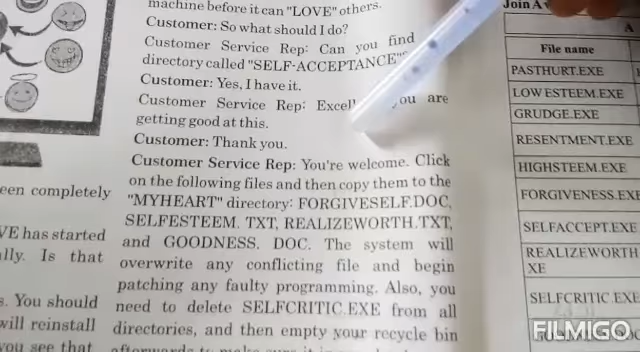 machine before it can "LOVE" others.
Customer: So what should I do?
Customer Service Rep: Can you find
directory called "SELF-ACCEPTANCE"
Customer: Yes, I have it.
Customer Service Rep: you are
getting good at this.
Customer: Thank you.
Customer Service Rep: You're welcome. Click
on the following files and then copy them to the
"MYHEART" directory: FORGIVESELF.DOC,
SELFESTEEM. TXT, REALIZEWORTH.TXT,
and GOODNESS. DOC. The system will
overwrite any conflicting file and begin
patching any faulty programming. Also, you
need to delete SELFCRITIC.EXE from all
directories, and then empty your recycle bin
een completely
VE has started
lly. Is that
s. You should
will reinstall
you see that
Join A
A
File name
PASTHURT.EXE
LOWESTEEM.EXE
GRUDGE.EXE
RESENTMENT.EXE
HIGHSTEEM.EXE
FORGIVENESS.EXE
SELFACCEPT.EXE
REALIZEWORTH
XE
SELFCRITIC.EXE
FILMIGO